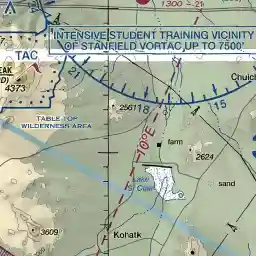 1300 - 21
INTENSIVE STUDENT TRAINING VICINITY
OF STANFIELD VORTAC UP TO 7500'
TAC
21
Chuich
4373
2561
18
15
TABLE TOP
WILDERNESS AREA
10°E
farm
2624
Lake
St Clair
sand
3609
Kohatk